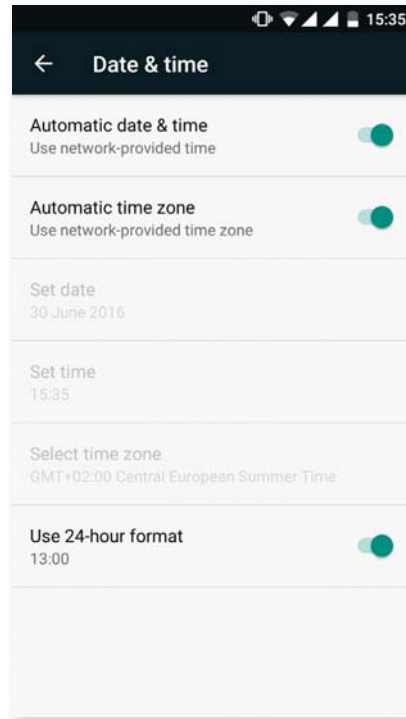 15:35
Date & time
Automatic date & time
Use network-provided time
Automatic time zone
Use network-provided time zone
Set date
30 June 2016
Set time
15:35
Select time zone
GMT+02:00 Central European Summer Time
Use 24-hour format
13:00